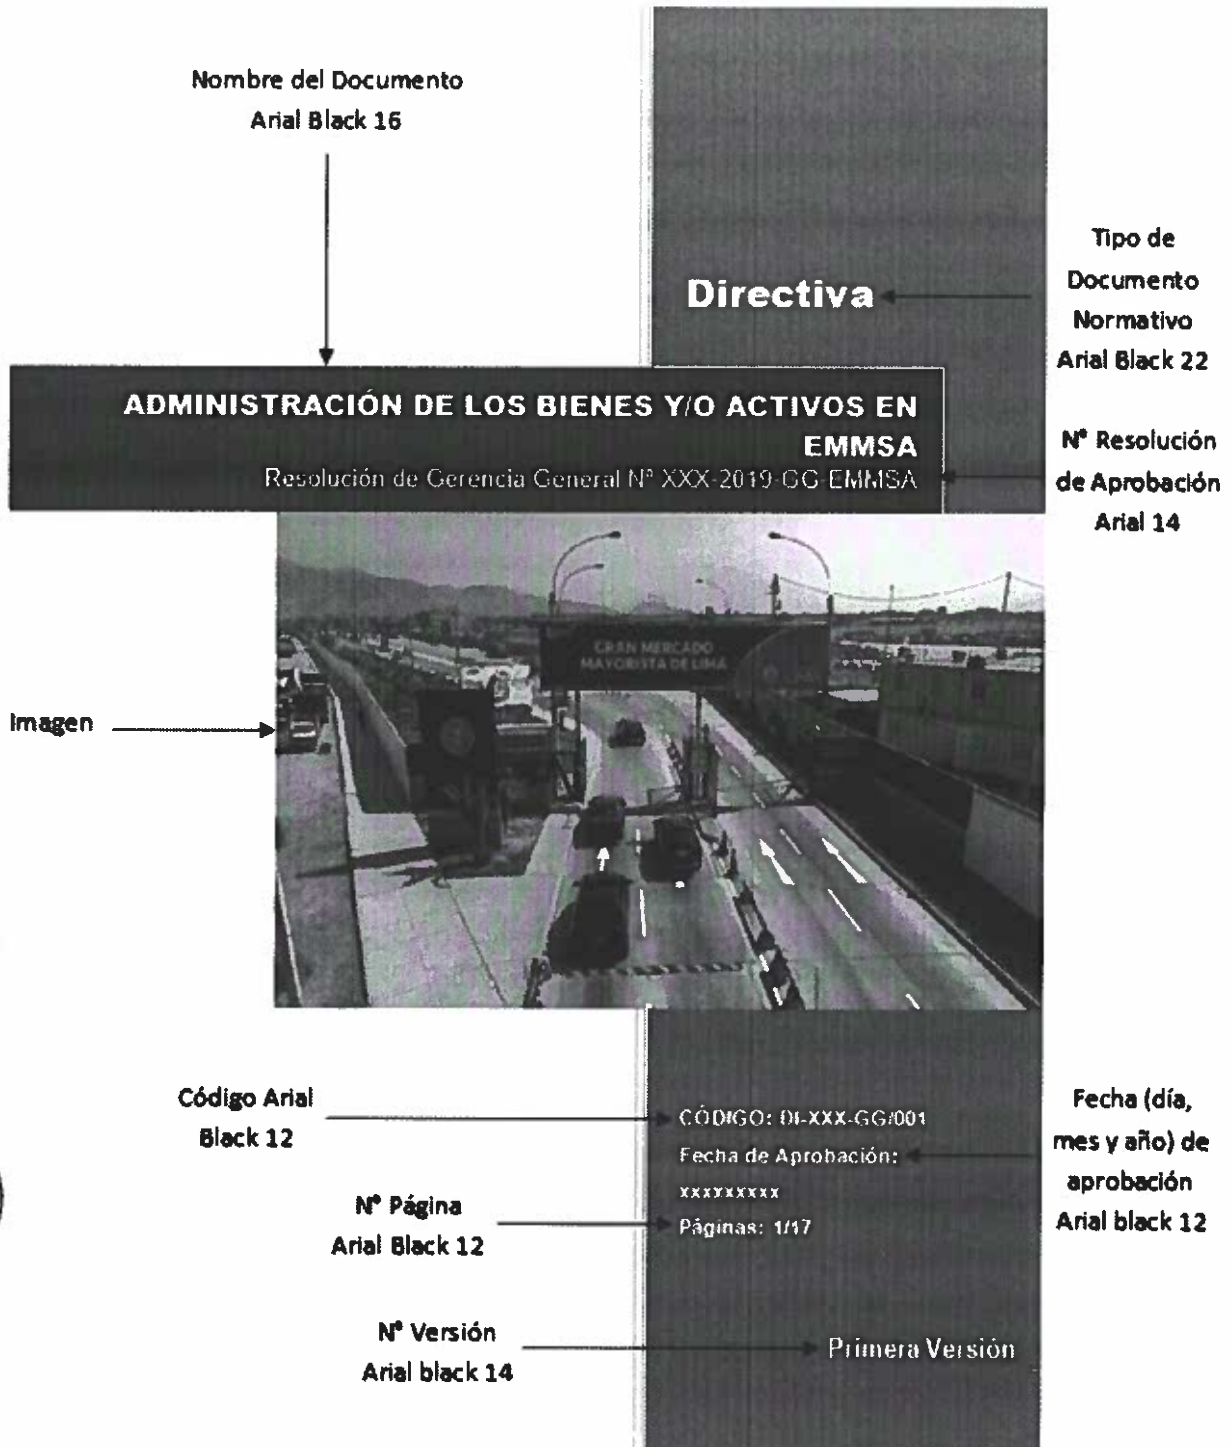 Nombre del Documento
Arial Black 16
Directiva
Tipo de
Documento
Normativo
Arial Black 22
ADMINISTRACIÓN DE LOS BIENES Y/O ACTIVOS EN
EMMSA
Resolución de Gerencia General Nº XXX-2019-GG-EMMSA
N° Resolución
de Aprobación
Arial 14
GRAN MERCADO
MAYORISTA DE LIMA
Imagen
Código Arial
Black 12
CÓDIGO: DI-XXX-GG/001
Fecha de Aprobación:
xxxxxxxxx
Páginas: 1/17
Fecha (día,
mes y año) de
aprobación
Arial black 12
N° Página
Arial Black 12
N° Versión
Arial black 14
Primera Versión